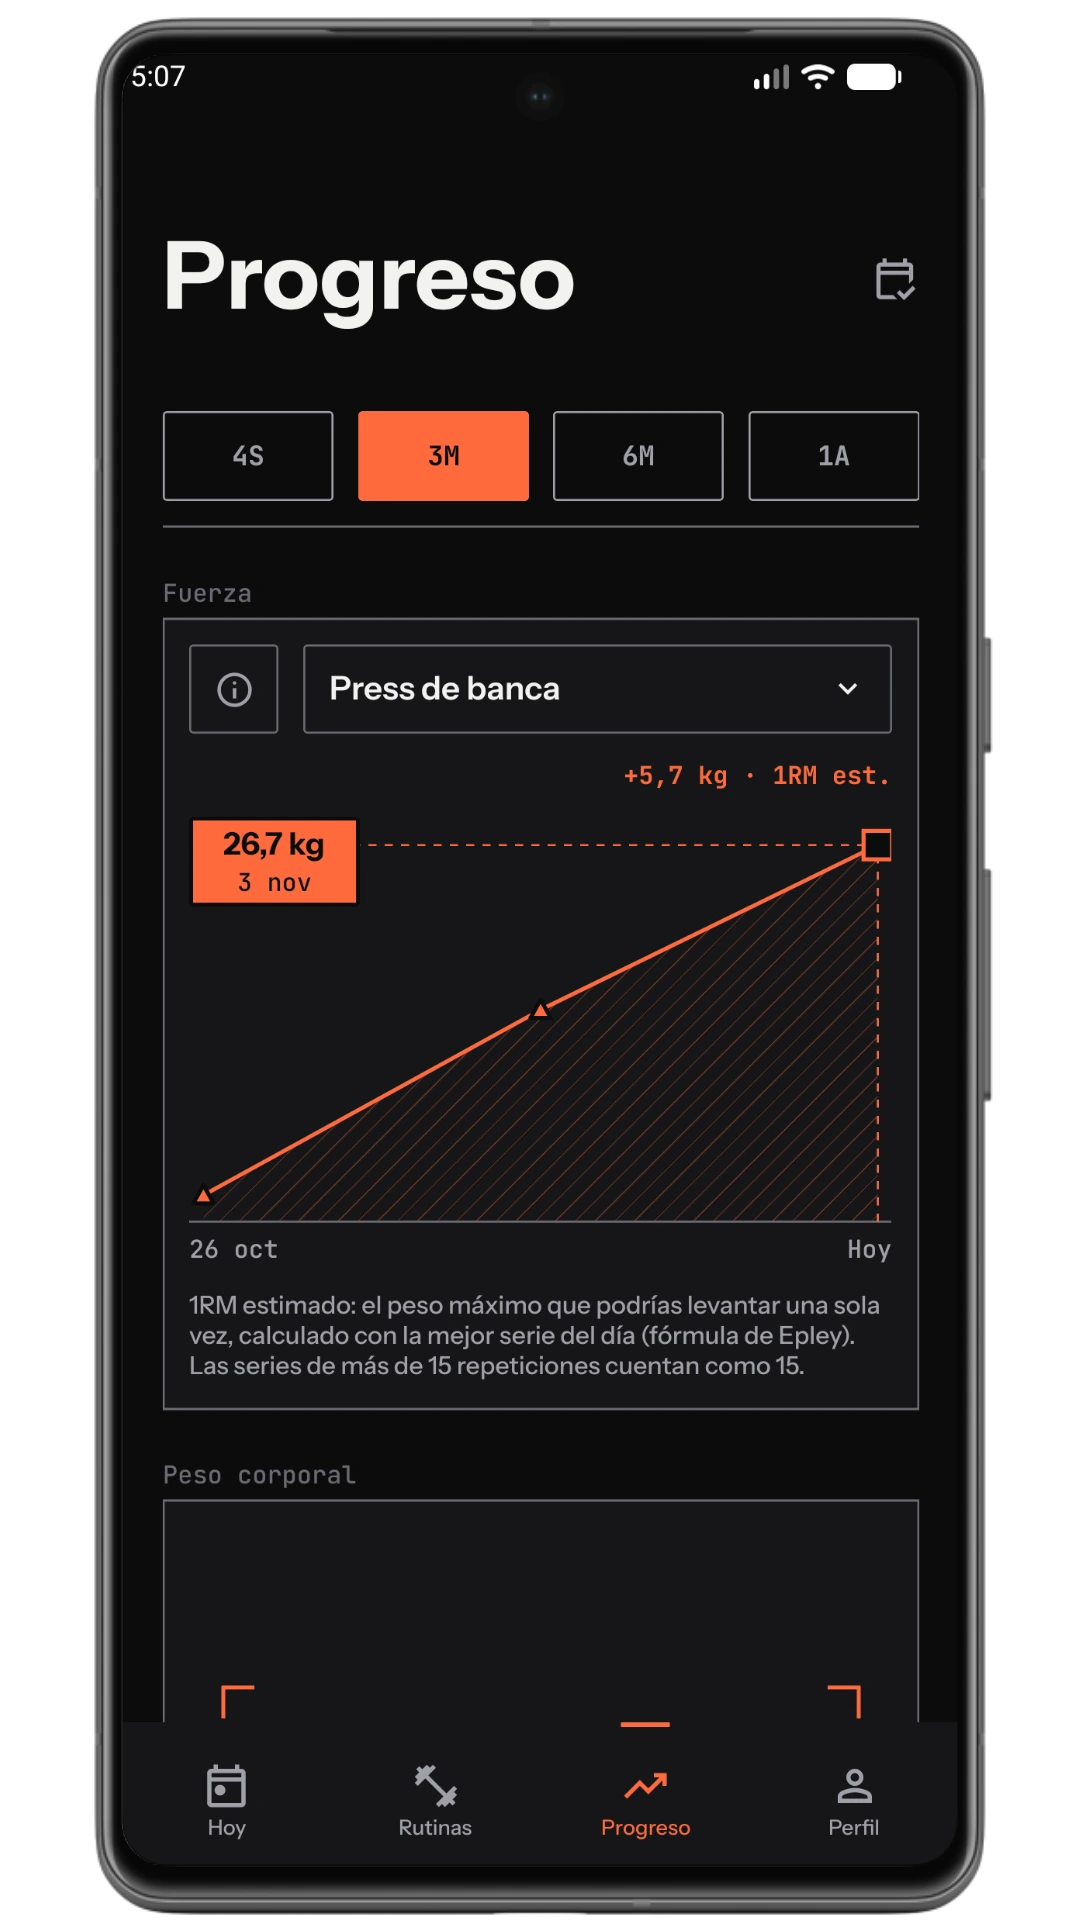 5:07
Progreso
4S
3M
6M
1A
Fuerza
Press de banca
+5,7 kg · 1RM est.
26,7 kg
3 nov
26 oct
Hoy
1RM estimado: el peso máximo que podrías levantar una sola
vez, calculado con la mejor serie del día (fórmula de Epley).
Las series de más de 15 repeticiones cuentan como 15.
Peso corporal
Hoy
Rutinas
Progreso
Perfil